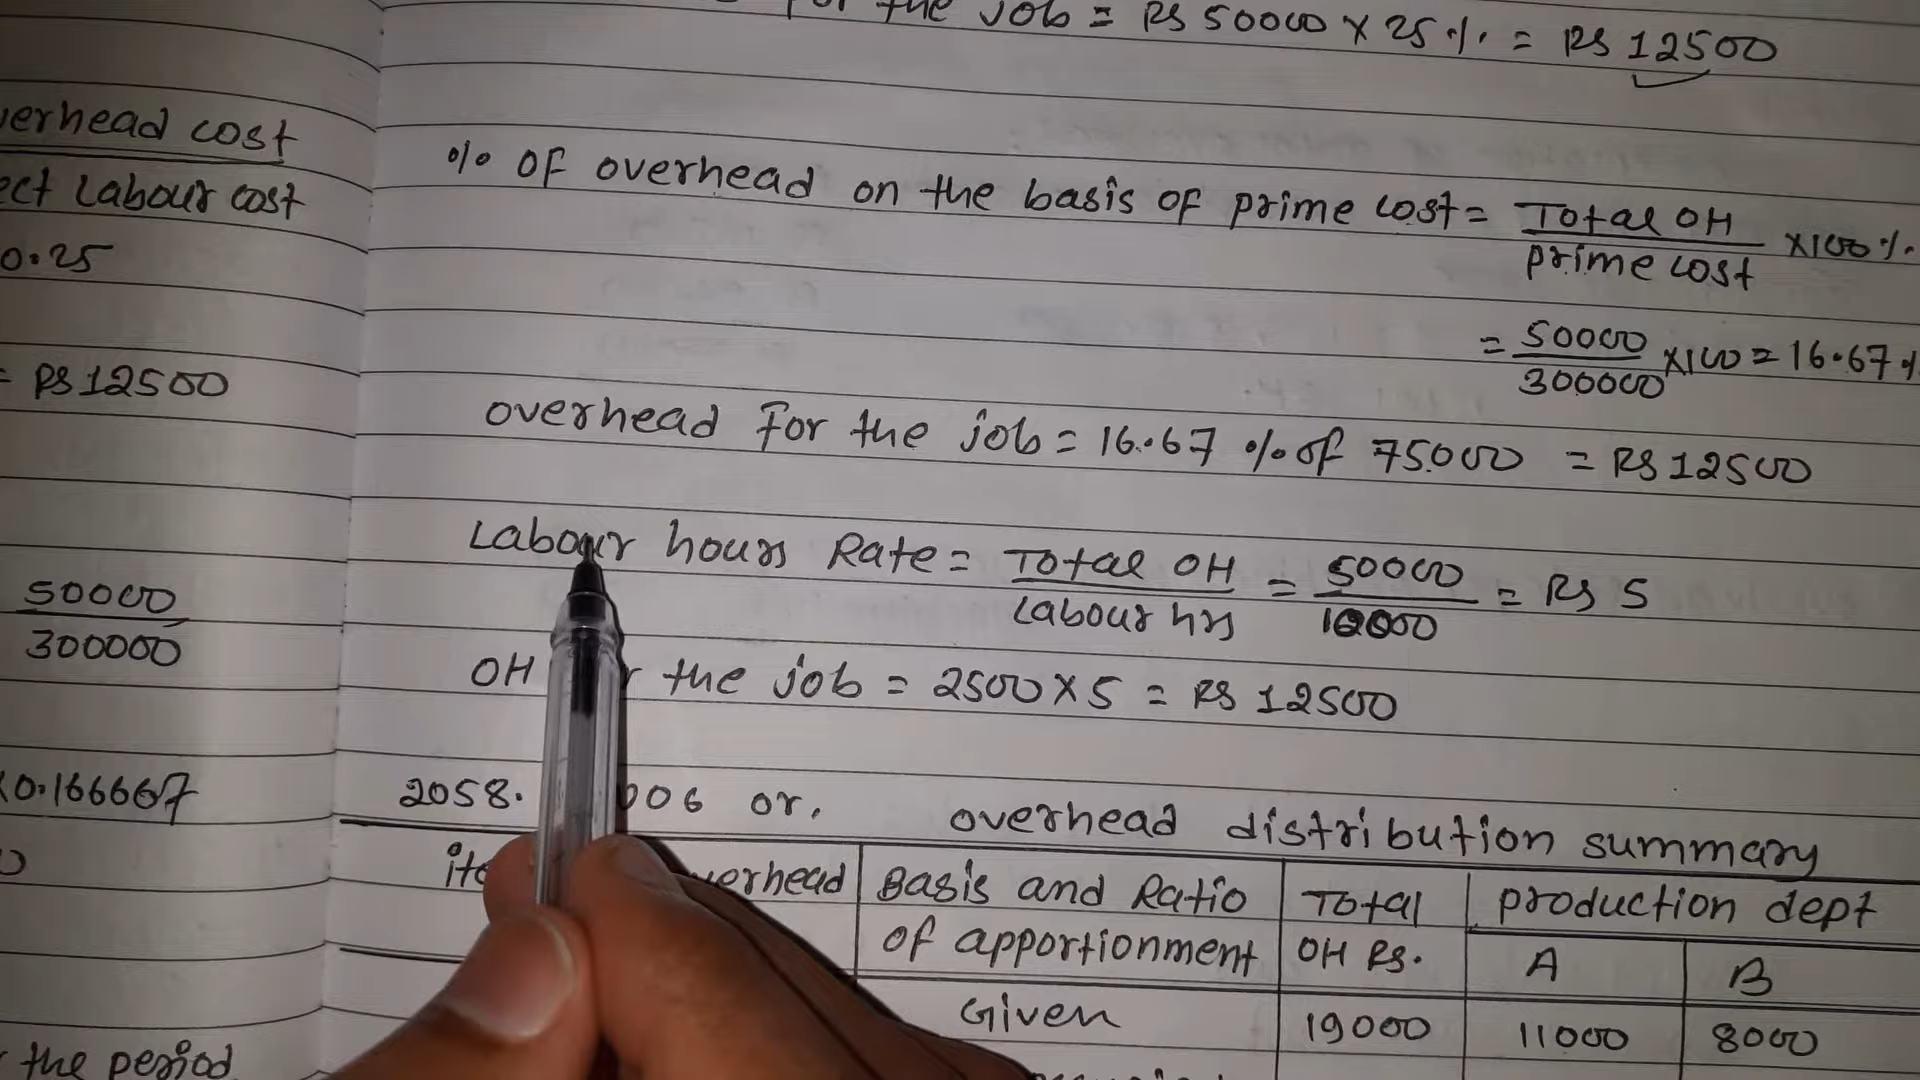 erhead cost
ect Labour cost
0.25
= Rs 12500
50000
300000
0.166667
the period
For the Job = Rs 50000 × 25 % = Rs 12500
% OF overhead on the basis of prime cost = Total OH / prime cost ×100 %
= 50000 / 300000 ×100 = 16.67 %
overhead For the job = 16.67 % of 75000 = Rs 12500
Labour hours Rate = Total OH / Labour hrs = 50000 / 10000 = Rs 5
OH the job = 2500 × 5 = Rs 12500
2058. 006 or.
overhead distribution summary
Basis and Ratio Total production dept
of apportionment OH Rs. A B
Given 19000 11000 8000